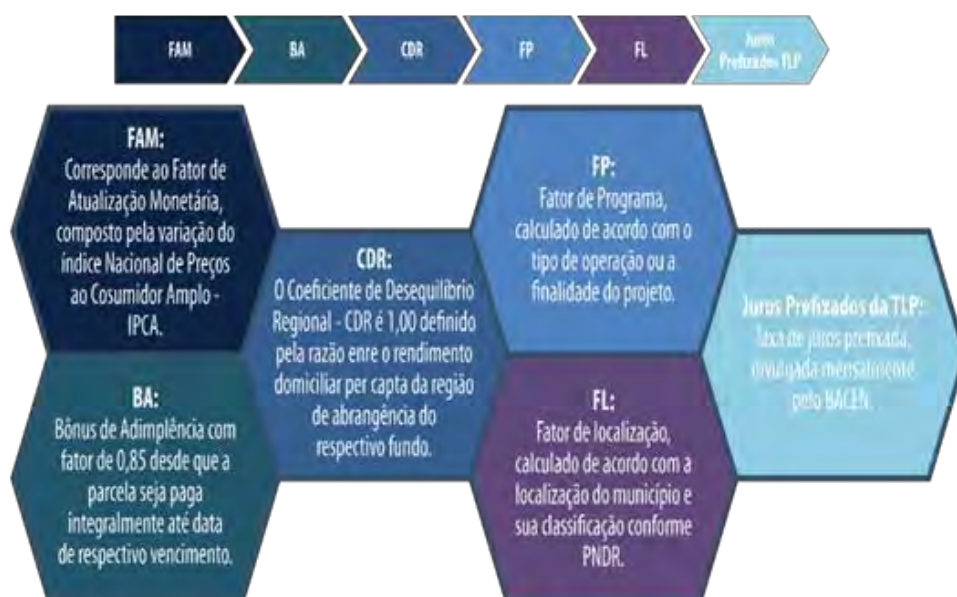 FAM
BA
CDR
FP
FL
Juros
Prefixados TLP
FAM:
Corresponde ao Fator de
Atualização Monetária,
composto pela variação do
índice Nacional de Preços
ao Cosumidor Amplo -
IPCA.
BA:
Bônus de Adimplência com
fator de 0,85 desde que a
parcela seja paga
integralmente até data
de respectivo vencimento.
CDR:
O Coeficiente de Desequilíbrio
Regional - CDR é 1,00 definido
pela razão enre o rendimento
domiciliar per capta da região
de abrangência do
respectivo fundo.
FP:
Fator de Programa,
calculado de acordo com o
tipo de operação ou a
finalidade do projeto.
FL:
Fator de localização,
calculado de acordo com a
localização do município e
sua classificação conforme
PNDR.
Juros Prefixados da TLP:
Taxa de juros prefixada,
divulgada mensalmente
pelo BACEN.